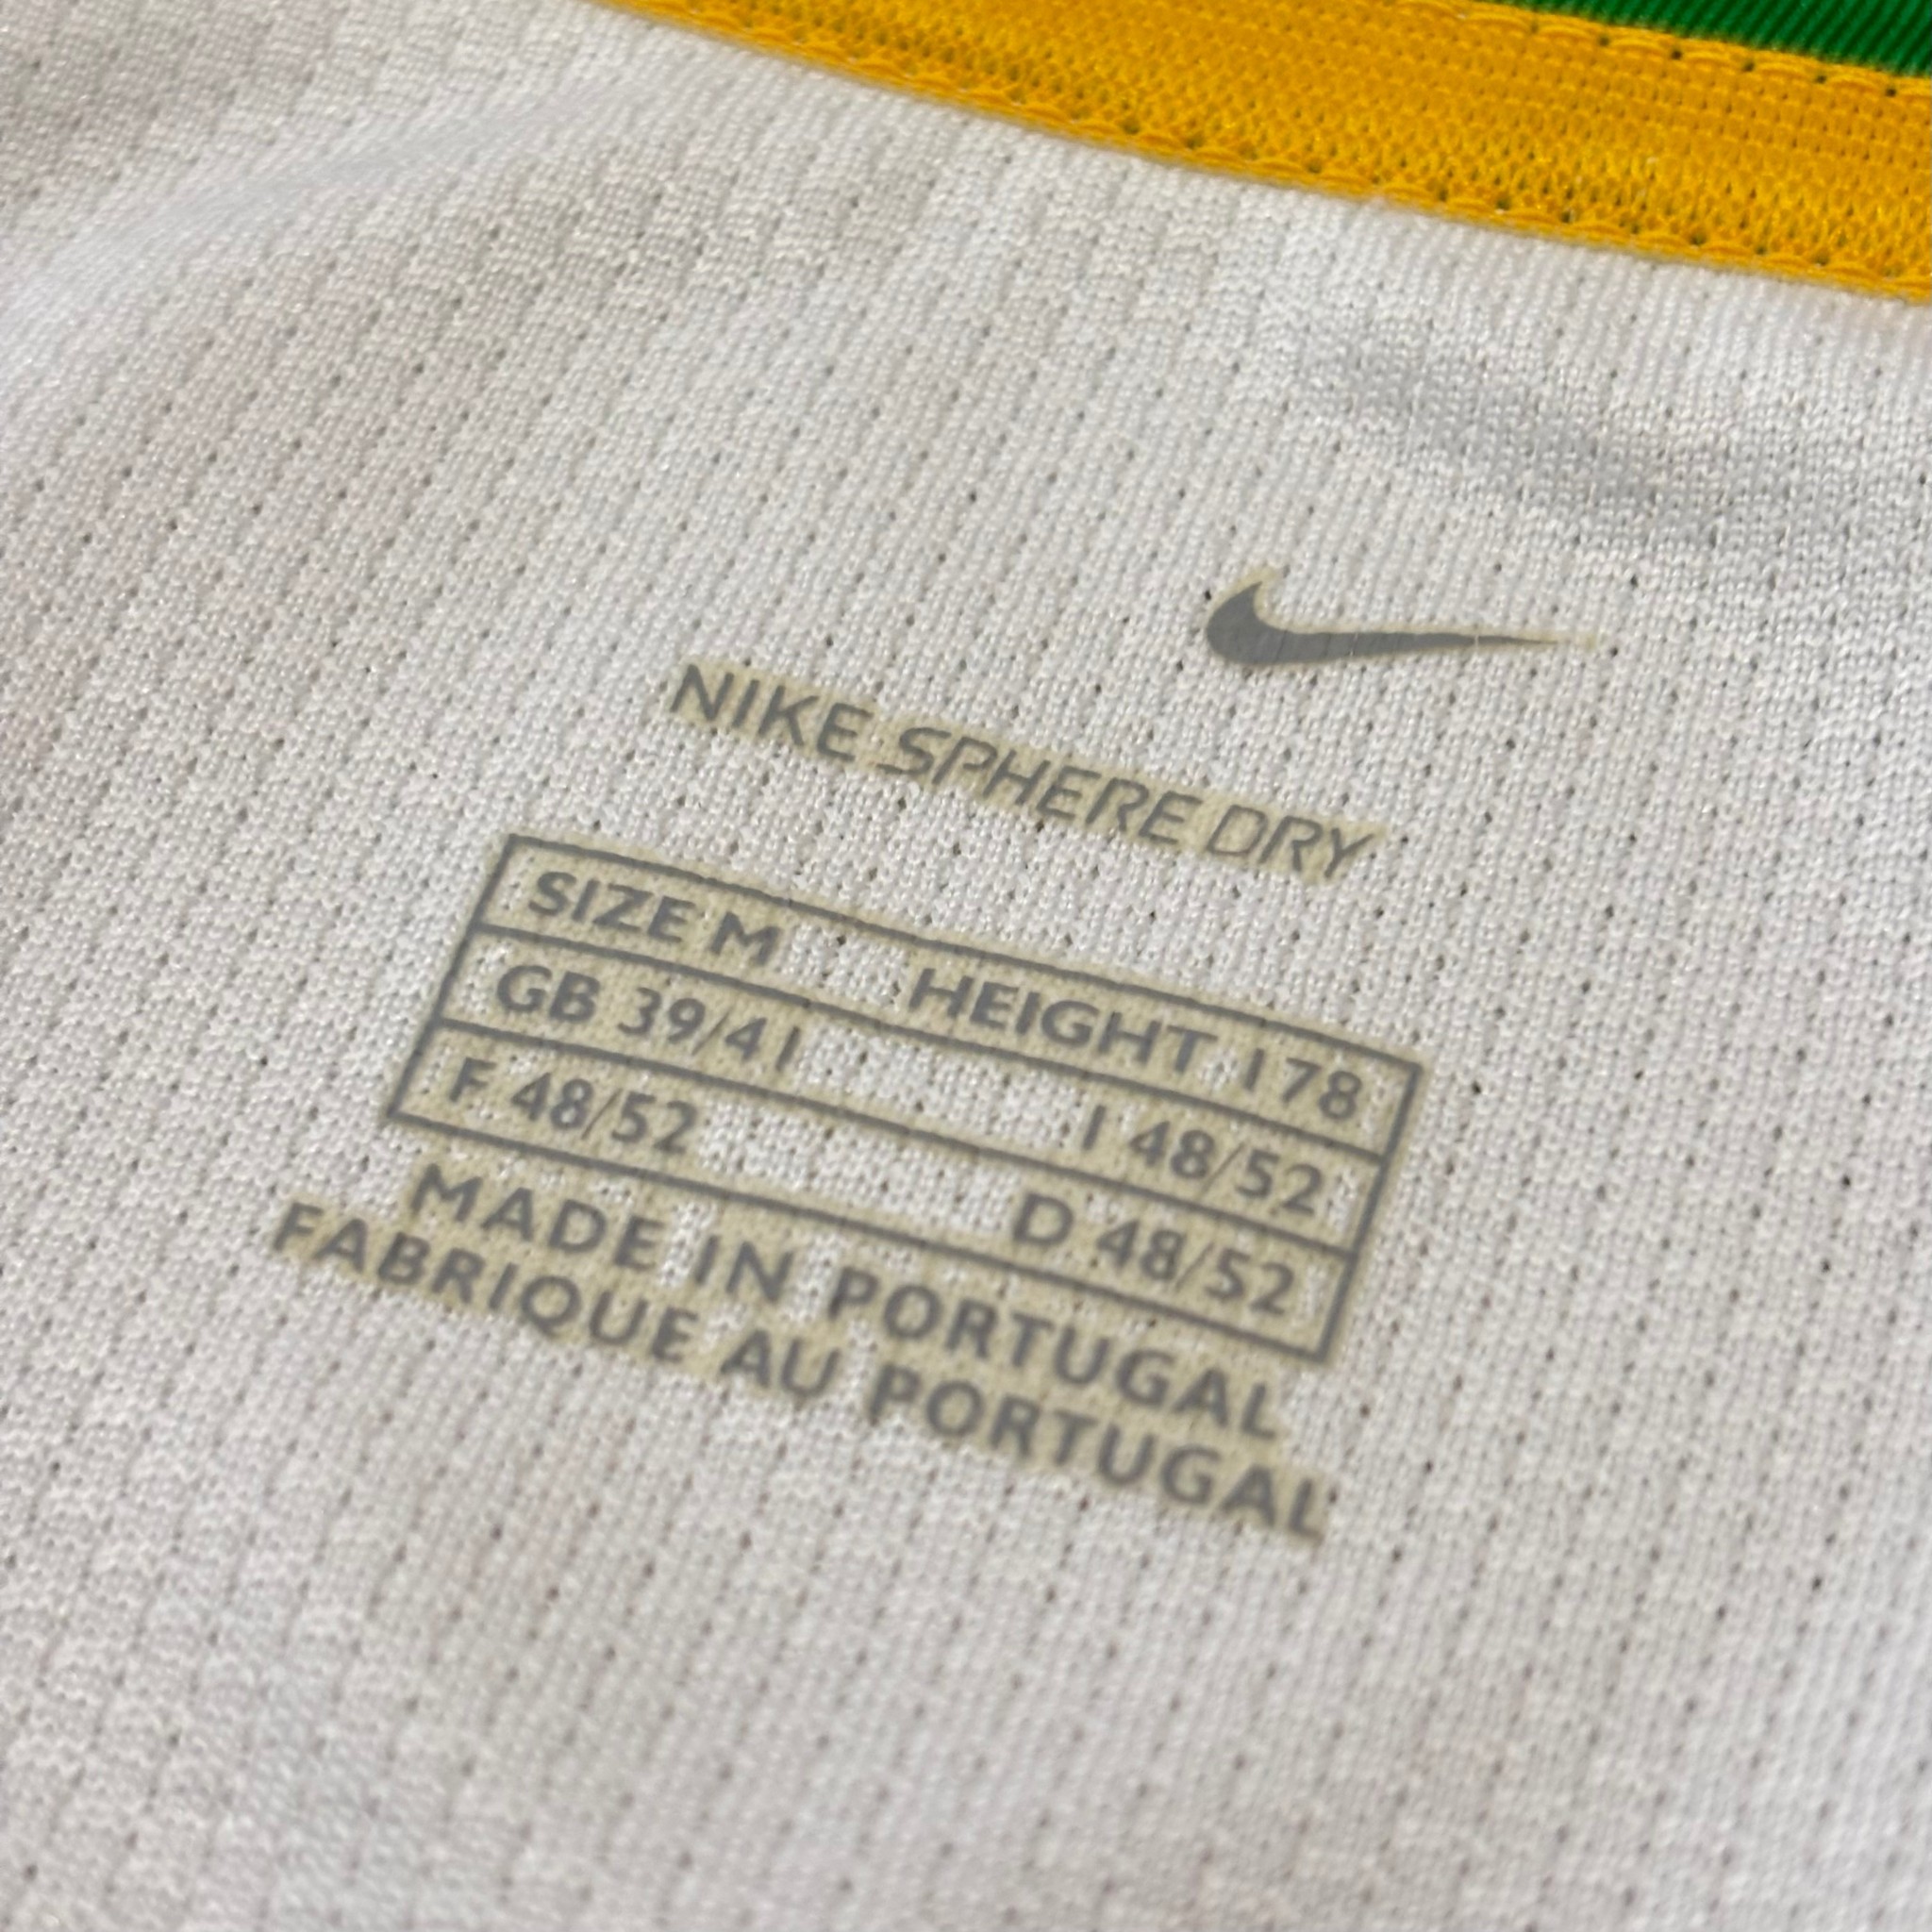 NIKE SPHERE DRY
SIZE M HEIGHT 178
GB 39/41 I 48/52
F 48/52 D 48/52
MADE IN PORTUGAL
FABRIQUE AU PORTUGAL